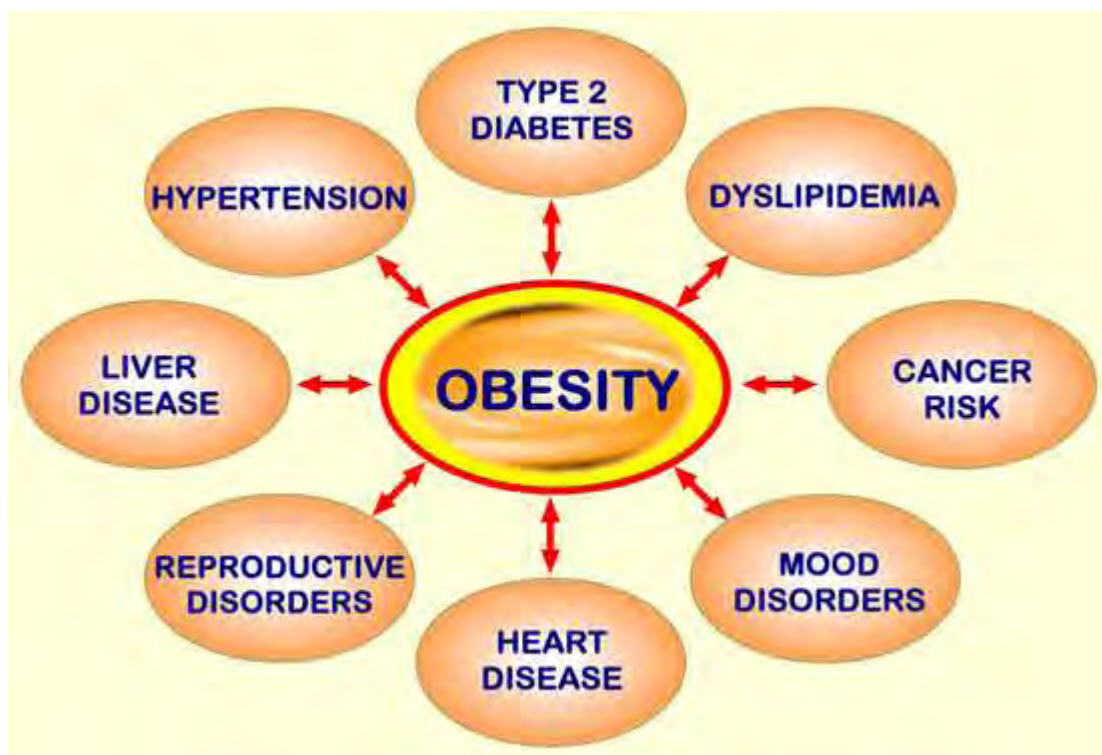 TYPE 2
DIABETES
HYPERTENSION
DYSLIPIDEMIA
LIVER
DISEASE
OBESITY
CANCER
RISK
REPRODUCTIVE
DISORDERS
MOOD
DISORDERS
HEART
DISEASE